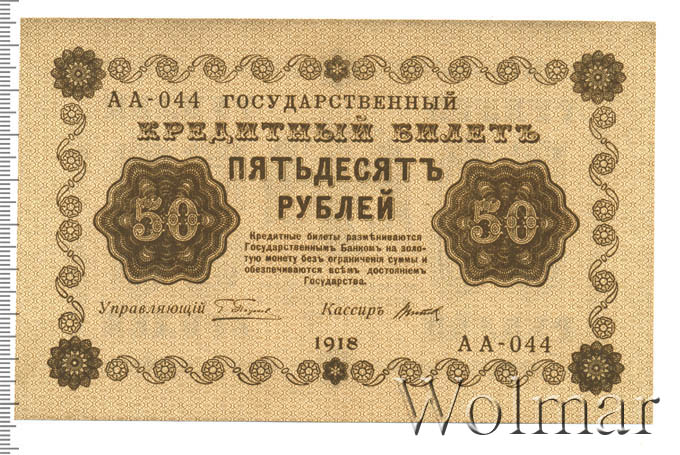 АА-044 ГОСУДАРСТВЕННЫЙ
КРЕДИТНЫЙ БИЛЕТЪ
ПЯТЬДЕСЯТЪ
РУБЛЕЙ
50
50
Кредитные билеты размѣниваются
Государственнымъ Банкомъ на золо-
тую монету безъ ограниченія суммы и
обезпечиваются всѣмъ достояніемъ
Государства.
Управляющій
Кассиръ
1918
АА-044
Wolmar